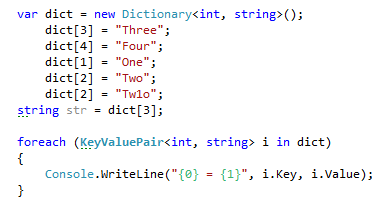 var dict = new Dictionary<int, string>();
    dict[3] = "Three";
    dict[4] = "Four";
    dict[1] = "One";
    dict[2] = "Two";
    dict[2] = "Tw1o";
string str = dict[3];

foreach (KeyValuePair<int, string> i in dict)
{
    Console.WriteLine("{0} = {1}", i.Key, i.Value);
}